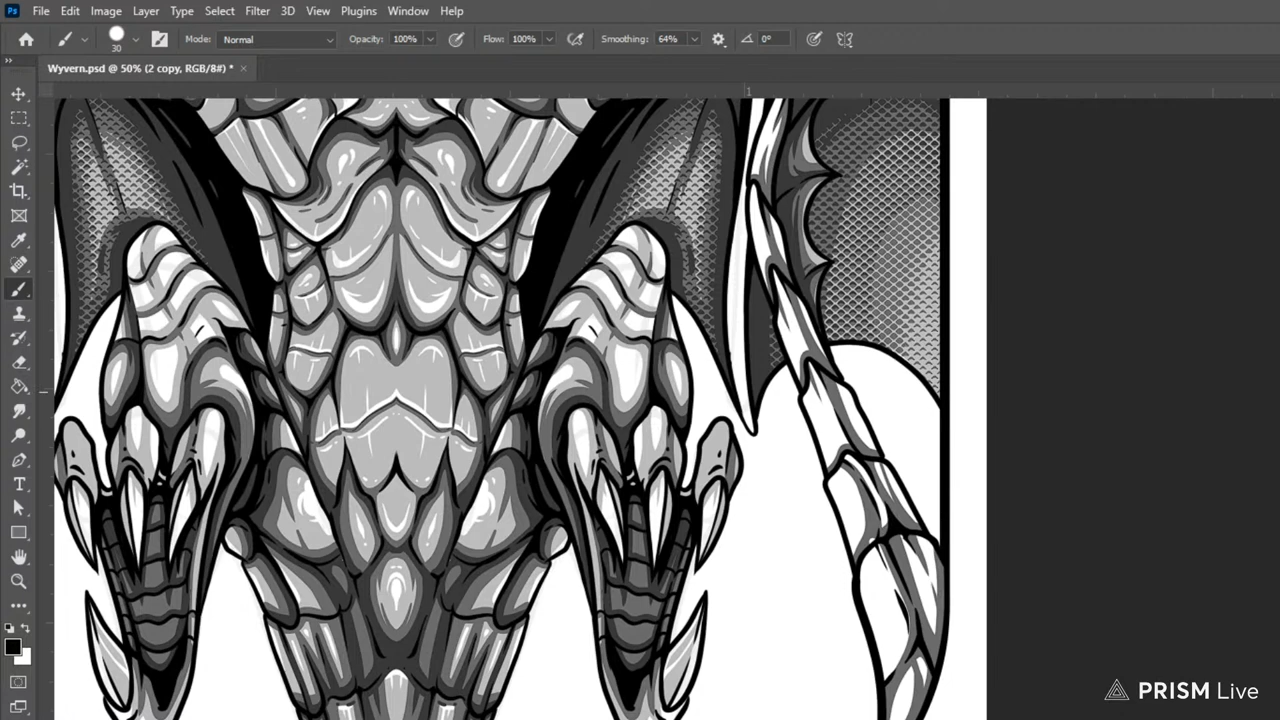 Ps File Edit Image Layer Type Select Filter 3D View Plugins Window Help
30 Mode: Normal Opacity: 100% Flow: 100% Smoothing: 64% 0°
Wyvern.psd @ 50% (2 copy, RGB/8#) * ×
1
PRISM Live